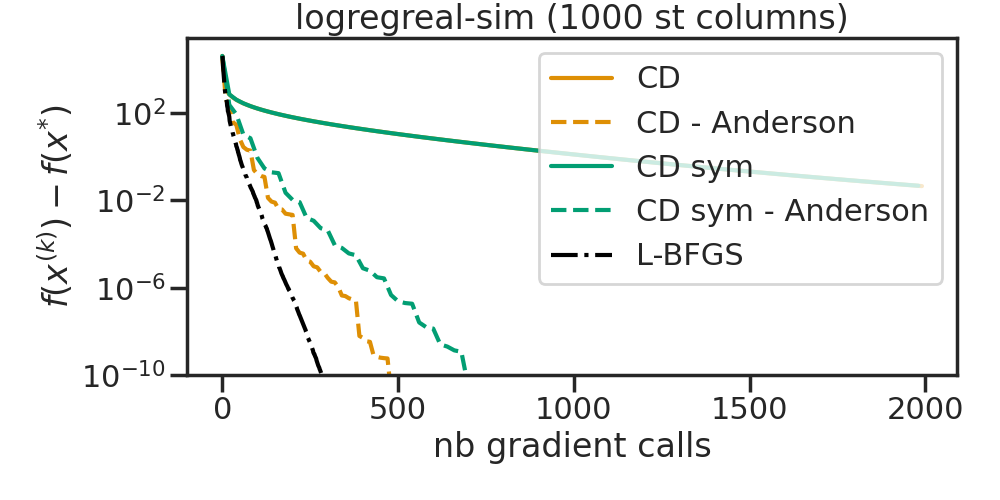 logregreal-sim (1000 st columns)
f(x^(k)) − f(x^*)
10^2
10^−2
10^−6
10^−10
CD
CD - Anderson
CD sym
CD sym - Anderson
L-BFGS
0 500 1000 1500 2000
nb gradient calls